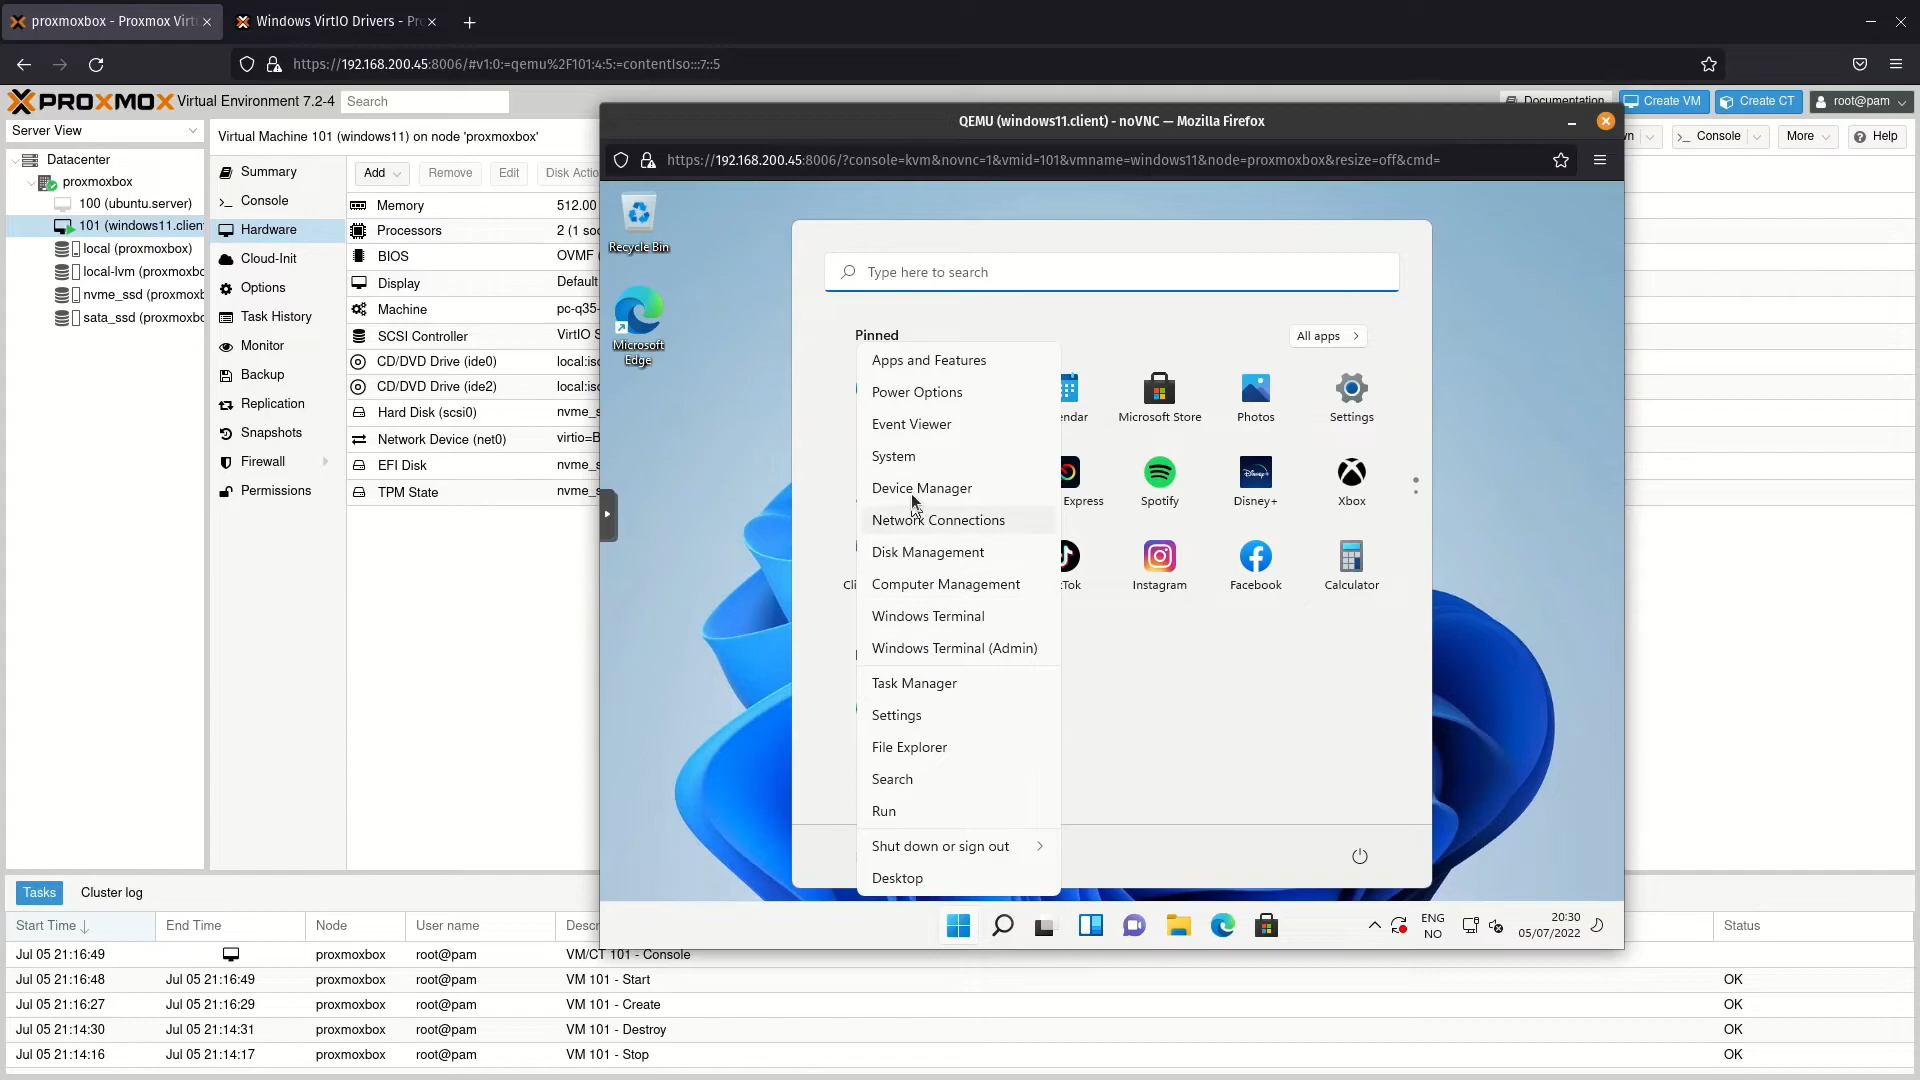 proxmoxbox - Proxmox Virt
Windows VirtIO Drivers - Pro
https://192.168.200.45:8006/#v1:0:=qemu%2F101:4:5:=contentIso:::7::5
PROXMOX Virtual Environment 7.2-4
Search
Documentation
Create VM
Create CT
root@pam
Server View
Virtual Machine 101 (windows11) on node 'proxmoxbox'
Console
More
Help
Datacenter
proxmoxbox
100 (ubuntu.server)
101 (windows11.clien
local (proxmoxbox)
local-lvm (proxmoxbo
nvme_ssd (proxmoxb
sata_ssd (proxmoxbo
Summary
Console
Hardware
Cloud-Init
Options
Task History
Monitor
Backup
Replication
Snapshots
Firewall
Permissions
Add
Remove
Edit
Disk Actio
Memory 512.00
Processors 2 (1 soc
BIOS OVMF (
Display Default
Machine pc-q35-
SCSI Controller VirtIO S
CD/DVD Drive (ide0) local:iso
CD/DVD Drive (ide2) local:iso
Hard Disk (scsi0) nvme_s
Network Device (net0) virtio=B
EFI Disk nvme_s
TPM State nvme_s
QEMU (windows11.client) - noVNC — Mozilla Firefox
https://192.168.200.45:8006/?console=kvm&novnc=1&vmid=101&vmname=windows11&node=proxmoxbox&resize=off&cmd=
Recycle Bin
Microsoft
Edge
Type here to search
Pinned
All apps
Apps and Features
Power Options
Event Viewer
System
Device Manager
Network Connections
Disk Management
Computer Management
Windows Terminal
Windows Terminal (Admin)
Task Manager
Settings
File Explorer
Search
Run
Shut down or sign out
Desktop
endar
Microsoft Store
Photos
Settings
Express
Spotify
Disney+
Xbox
Cli
Tok
Instagram
Facebook
Calculator
ENG
NO
20:30
05/07/2022
Tasks
Cluster log
Start Time
End Time
Node
User name
Descr
Status
Jul 05 21:16:49 proxmoxbox root@pam VM/CT 101 - Console
Jul 05 21:16:48 Jul 05 21:16:49 proxmoxbox root@pam VM 101 - Start OK
Jul 05 21:16:27 Jul 05 21:16:29 proxmoxbox root@pam VM 101 - Create OK
Jul 05 21:14:30 Jul 05 21:14:31 proxmoxbox root@pam VM 101 - Destroy OK
Jul 05 21:14:16 Jul 05 21:14:17 proxmoxbox root@pam VM 101 - Stop OK